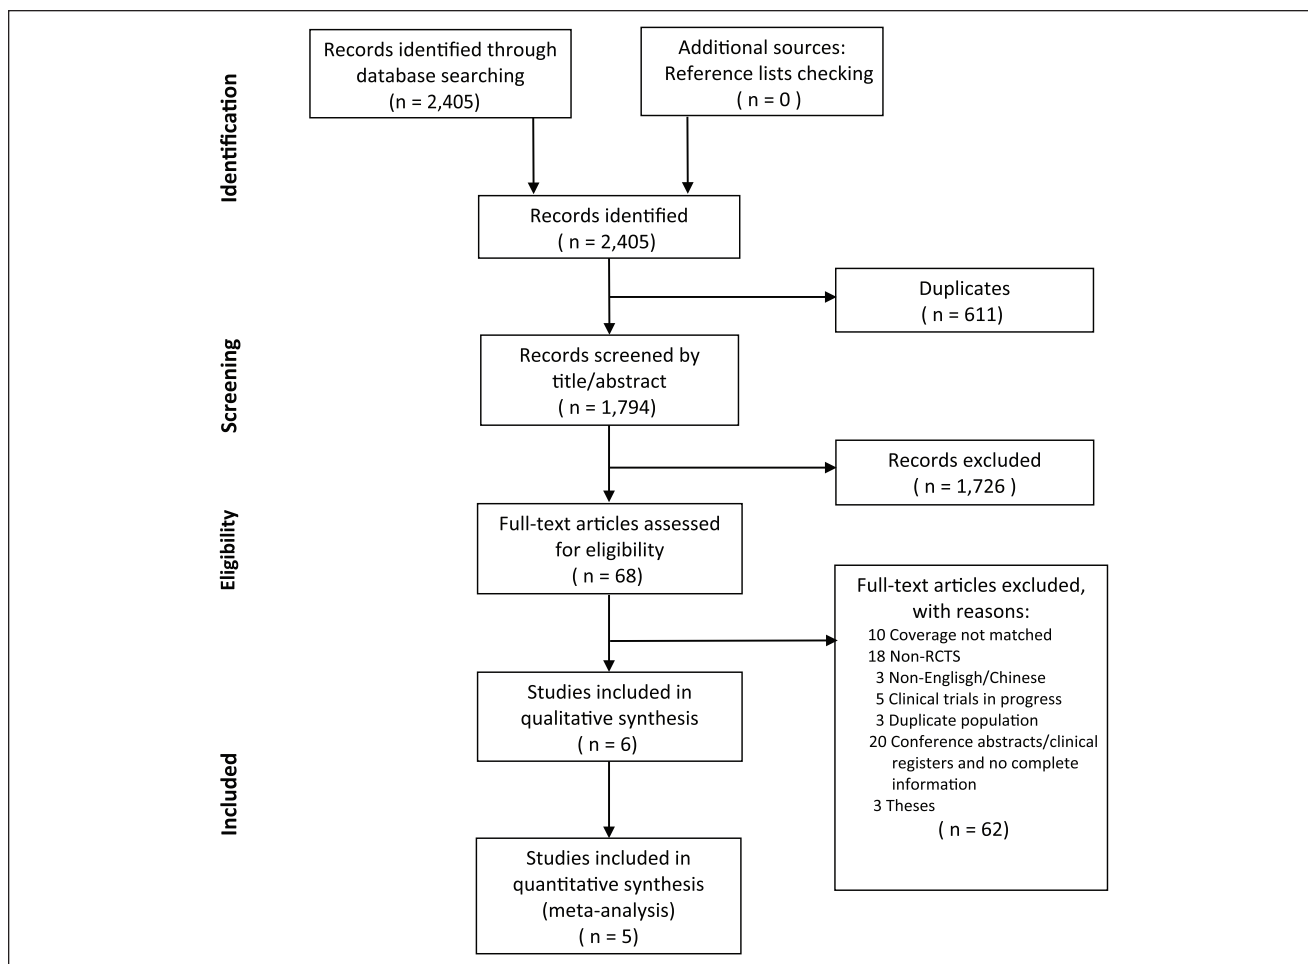 Identification
Records identified through
database searching
(n = 2,405)
Additional sources:
Reference lists checking
( n = 0 )
Records identified
( n = 2,405)
Duplicates
( n = 611)
Screening
Records screened by
title/abstract
( n = 1,794)
Records excluded
( n = 1,726 )
Eligibility
Full-text articles assessed
for eligibility
( n = 68)
Full-text articles excluded,
with reasons:
10 Coverage not matched
18 Non-RCTS
3 Non-Englisgh/Chinese
5 Clinical trials in progress
3 Duplicate population
20 Conference abstracts/clinical
registers and no complete
information
3 Theses
( n = 62)
Included
Studies included in
qualitative synthesis
( n = 6)
Studies included in
quantitative synthesis
(meta-analysis)
( n = 5)